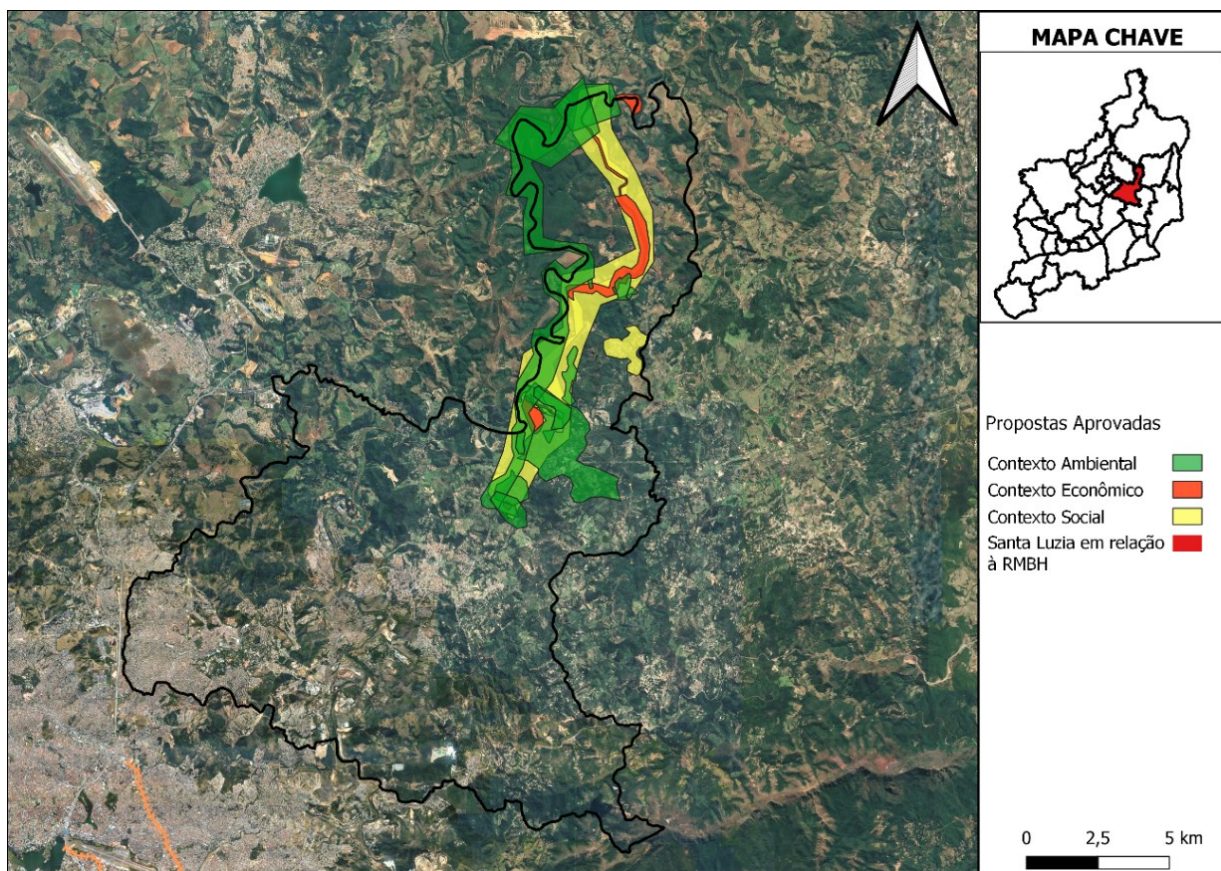 MAPA CHAVE
Propostas Aprovadas
Contexto Ambiental
Contexto Econômico
Contexto Social
Santa Luzia em relação
à RMBH
0 2,5 5 km